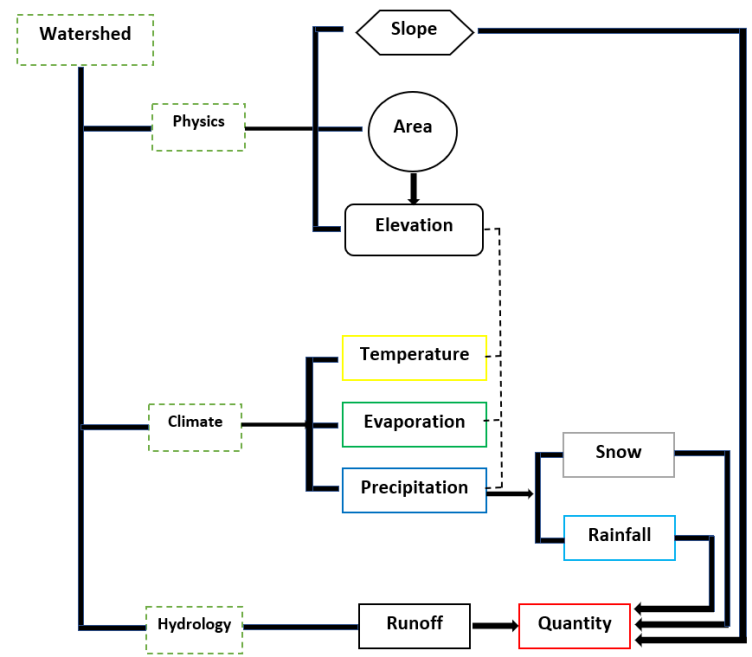 Watershed
Slope
Physics
Area
Elevation
Temperature
Climate
Evaporation
Precipitation
Snow
Rainfall
Hydrology
Runoff
Quantity